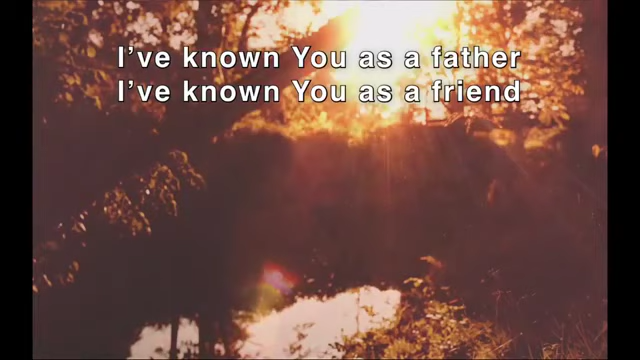 I’ve known You as a father
I’ve known You as a friend